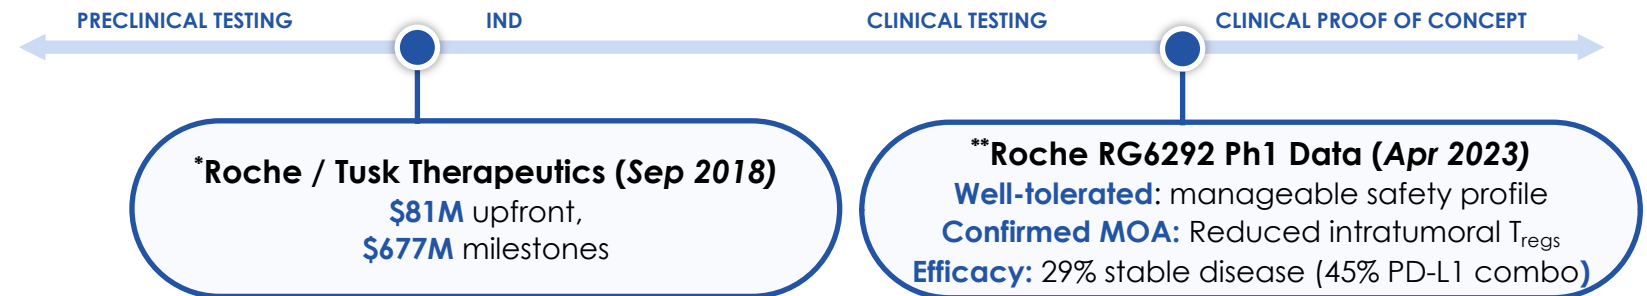 PRECLINICAL TESTING
IND
CLINICAL TESTING
CLINICAL PROOF OF CONCEPT
*Roche / Tusk Therapeutics (Sep 2018)
$81M upfront,
$677M milestones
**Roche RG6292 Ph1 Data (Apr 2023)
Well-tolerated: manageable safety profile
Confirmed MOA: Reduced intratumoral Tregs
Efficacy: 29% stable disease (45% PD-L1 combo)